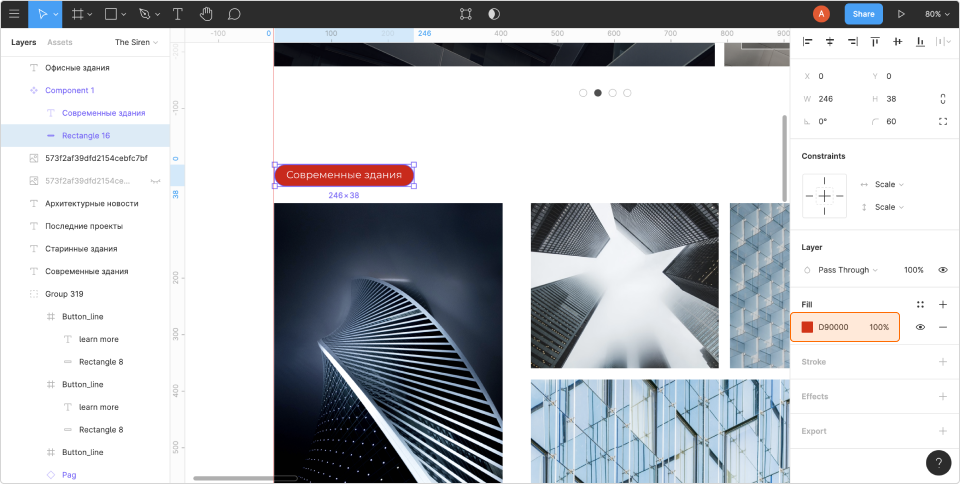 A
Share
80%
Layers
Assets
The Siren
-100
0
100
200
246
300
400
500
600
700
800
900
Офисные здания
Component 1
Современные здания
Rectangle 16
573f2af39dfd2154cebfc7bf
573f2af39dfd2154ce...
Архитектурные новости
Последние проекты
Старинные здания
Современные здания
Group 319
Button_line
learn more
Rectangle 8
Button_line
learn more
Rectangle 8
Button_line
Pag
-200
-100
0
38
200
300
400
500
Современные здания
246 × 38
X 0
Y 0
W 246
H 38
0°
60
Constraints
Scale
Scale
Layer
Pass Through
100%
Fill
D90000
100%
Stroke
Effects
Export
?